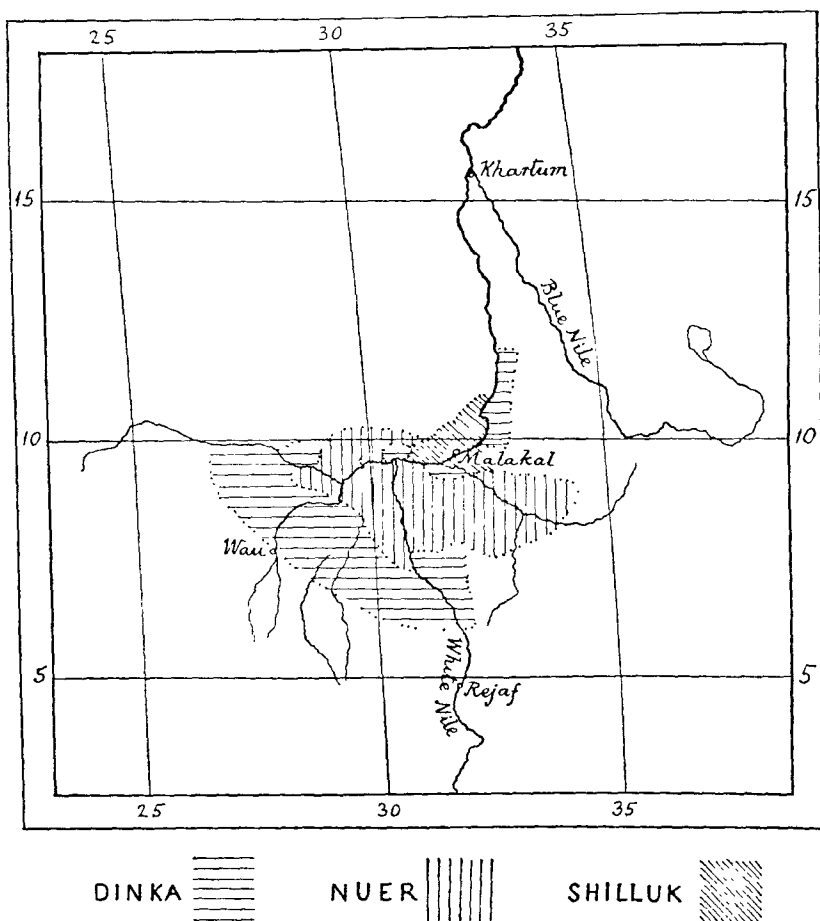 25 30 35
Khartum
15 15
Blue Nile
10 10
Malakal
Wau
White Nile
5 Rejaf 5
25 30 35
DINKA NUER SHILLUK